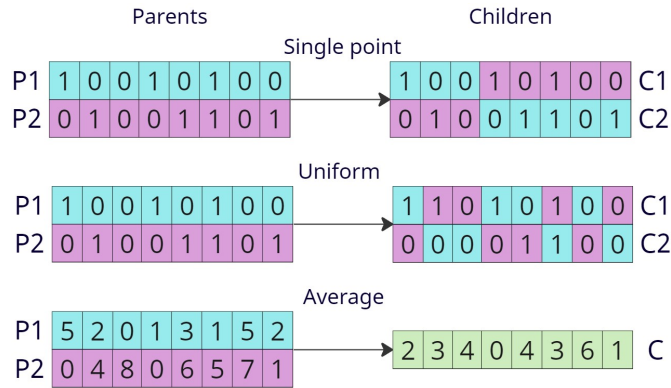 Parents Children
Single point
P1 1 0 0 1 0 1 0 0 1 0 0 1 0 1 0 0 C1
P2 0 1 0 0 1 1 0 1 0 1 0 0 1 1 0 1 C2
Uniform
P1 1 0 0 1 0 1 0 0 1 1 0 1 0 1 0 0 C1
P2 0 1 0 0 1 1 0 1 0 0 0 0 1 1 0 0 C2
Average
P1 5 2 0 1 3 1 5 2
2 3 4 0 4 3 6 1 C
P2 0 4 8 0 6 5 7 1